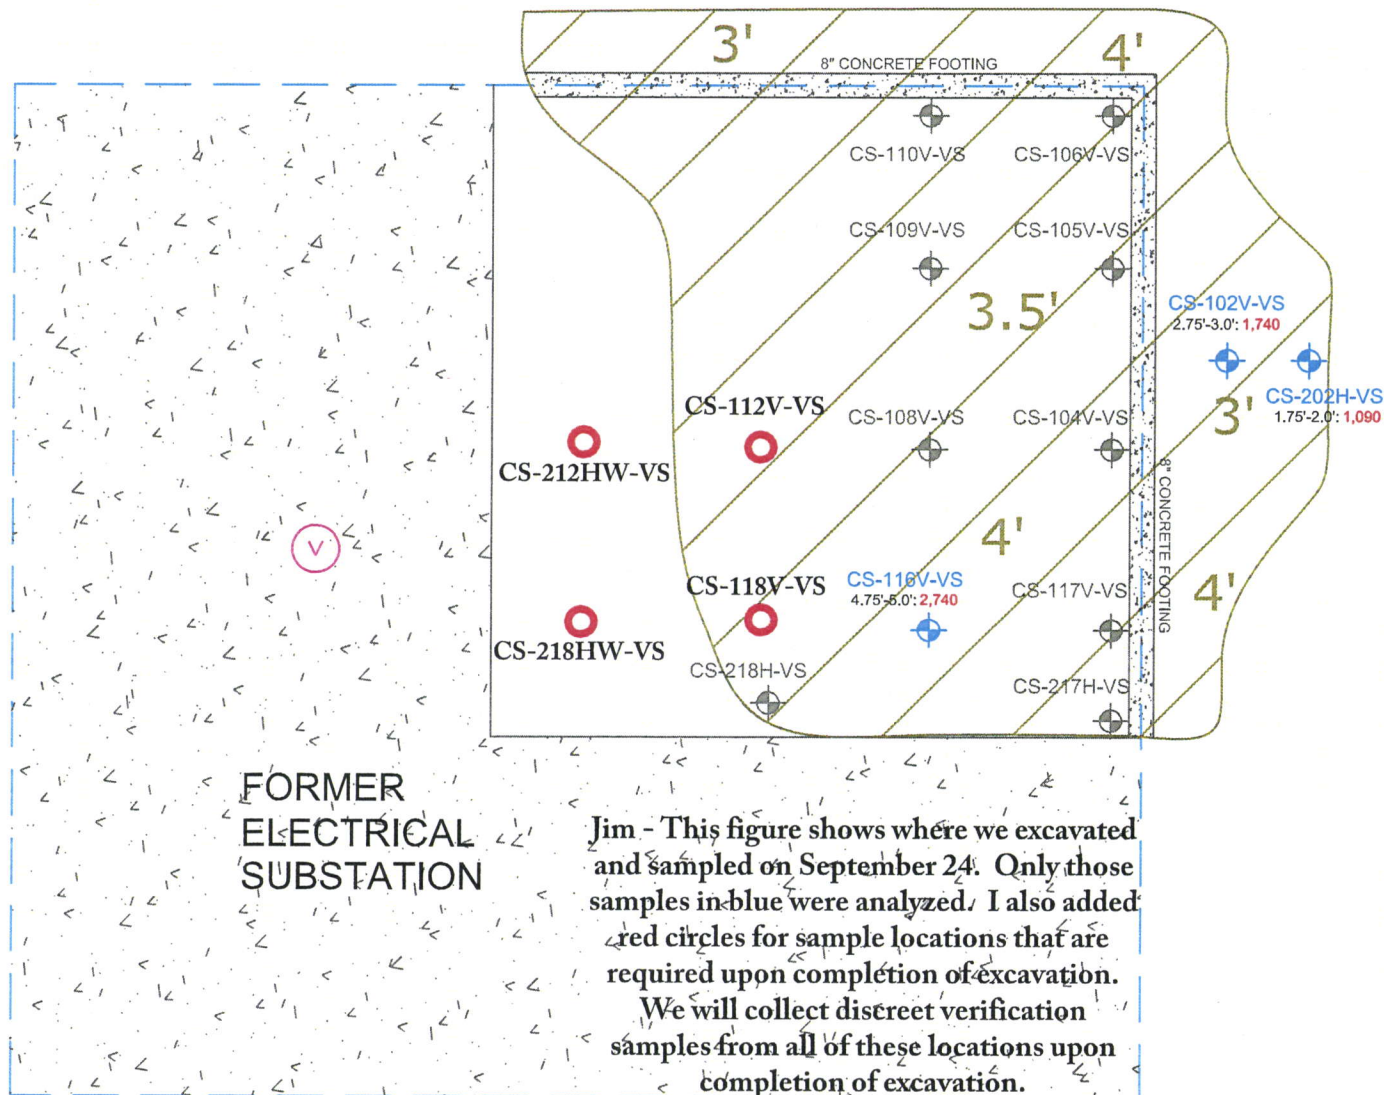 3'
4'
8" CONCRETE FOOTING
CS-110V-VS
CS-106V-VS
CS-109V-VS
CS-105V-VS
3.5'
CS-102V-VS
2.75'-3.0': 1,740
CS-202H-VS
1.75'-2.0': 1,090
3'
CS-112V-VS
CS-108V-VS
CS-104V-VS
CS-212HW-VS
8" CONCRETE FOOTING
V
4'
CS-118V-VS
CS-116V-VS
4.75'-5.0': 2,740
CS-117V-VS
4'
CS-218HW-VS
CS-218H-VS
CS-217H-VS
FORMER
ELECTRICAL
SUBSTATION
Jim - This figure shows where we excavated
and sampled on September 24. Only those
samples in blue were analyzed. I also added
red circles for sample locations that are
required upon completion of excavation.
We will collect discreet verification
samples from all of these locations upon
completion of excavation.